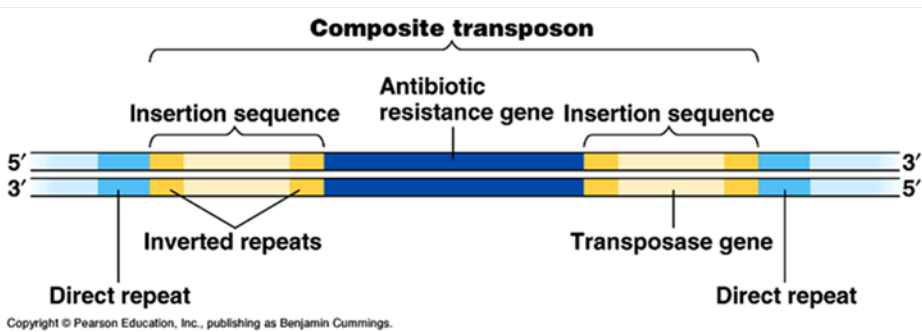 Composite transposon
Antibiotic
Insertion sequence resistance gene Insertion sequence
5′ 3′
3′ 5′
Inverted repeats Transposase gene
Direct repeat Direct repeat
Copyright © Pearson Education, Inc., publishing as Benjamin Cummings.